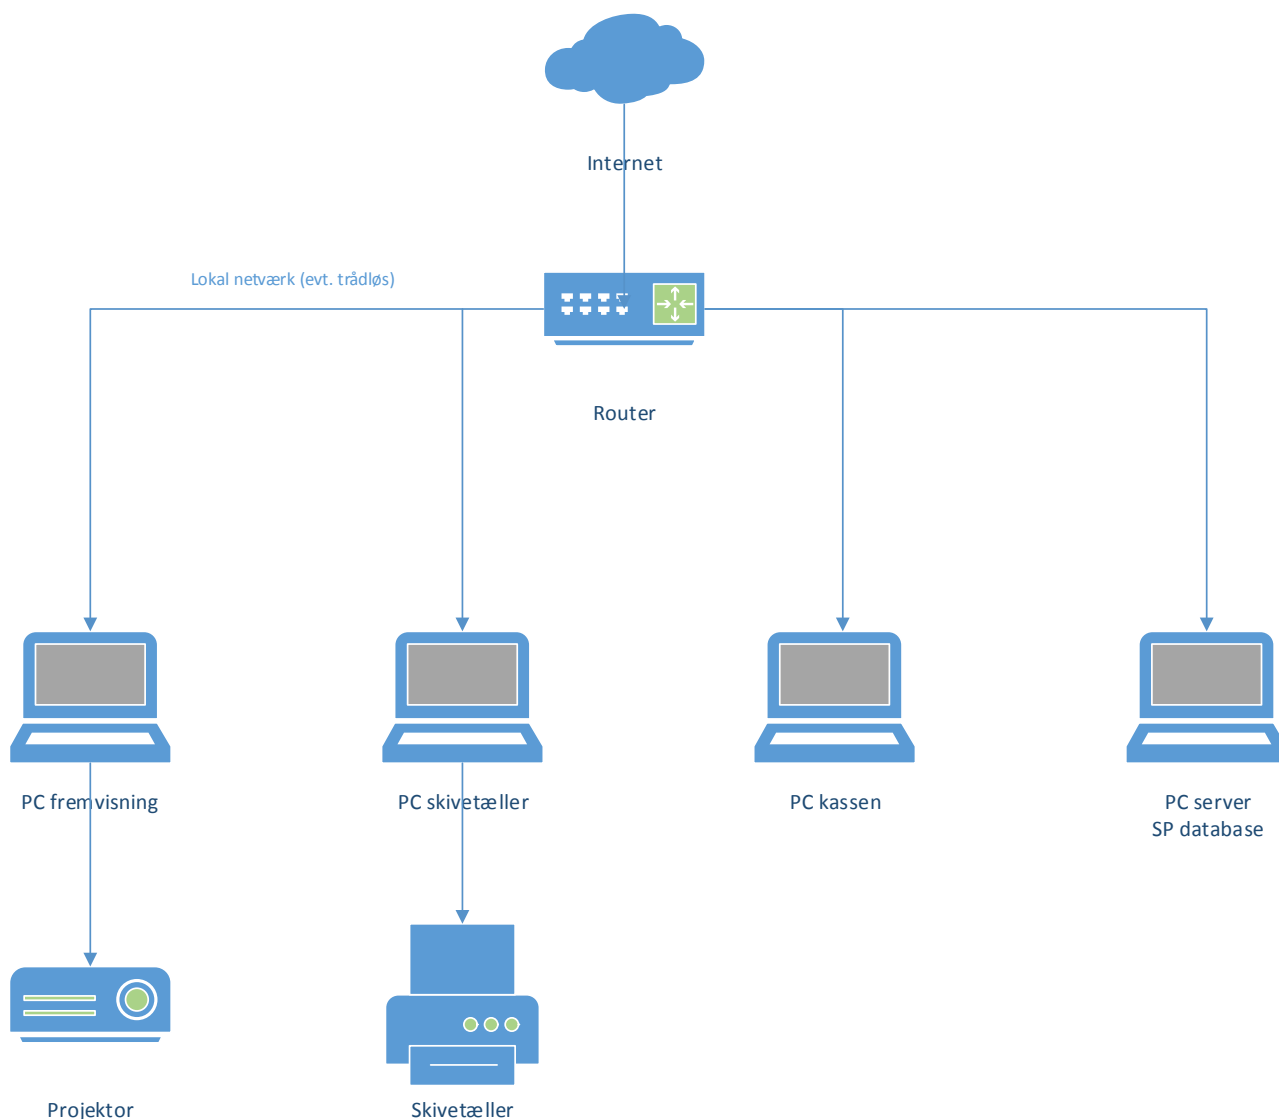 Internet
Lokal netværk (evt. trådløs)
Router
PC fremvisning
PC skivetæller
PC kassen
PC server
SP database
Projektor
Skivetæller